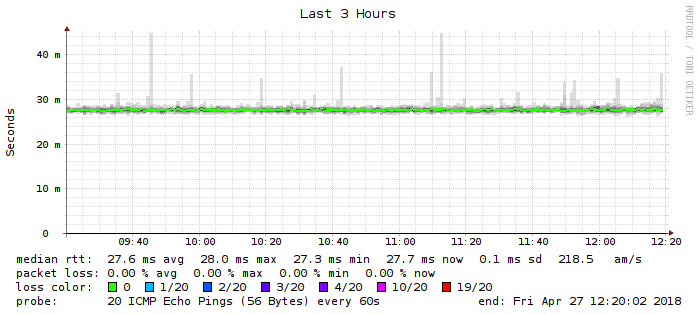 Last 3 Hours
RRDTOOL / TOBI OETIKER
Seconds
40 m
30 m
20 m
10 m
0
09:40 10:00 10:20 10:40 11:00 11:20 11:40 12:00 12:20
median rtt: 27.6 ms avg 28.0 ms max 27.3 ms min 27.7 ms now 0.1 ms sd 218.5 am/s
packet loss: 0.00 % avg 0.00 % max 0.00 % min 0.00 % now
loss color: 0 1/20 2/20 3/20 4/20 10/20 19/20
probe: 20 ICMP Echo Pings (56 Bytes) every 60s end: Fri Apr 27 12:20:02 2018